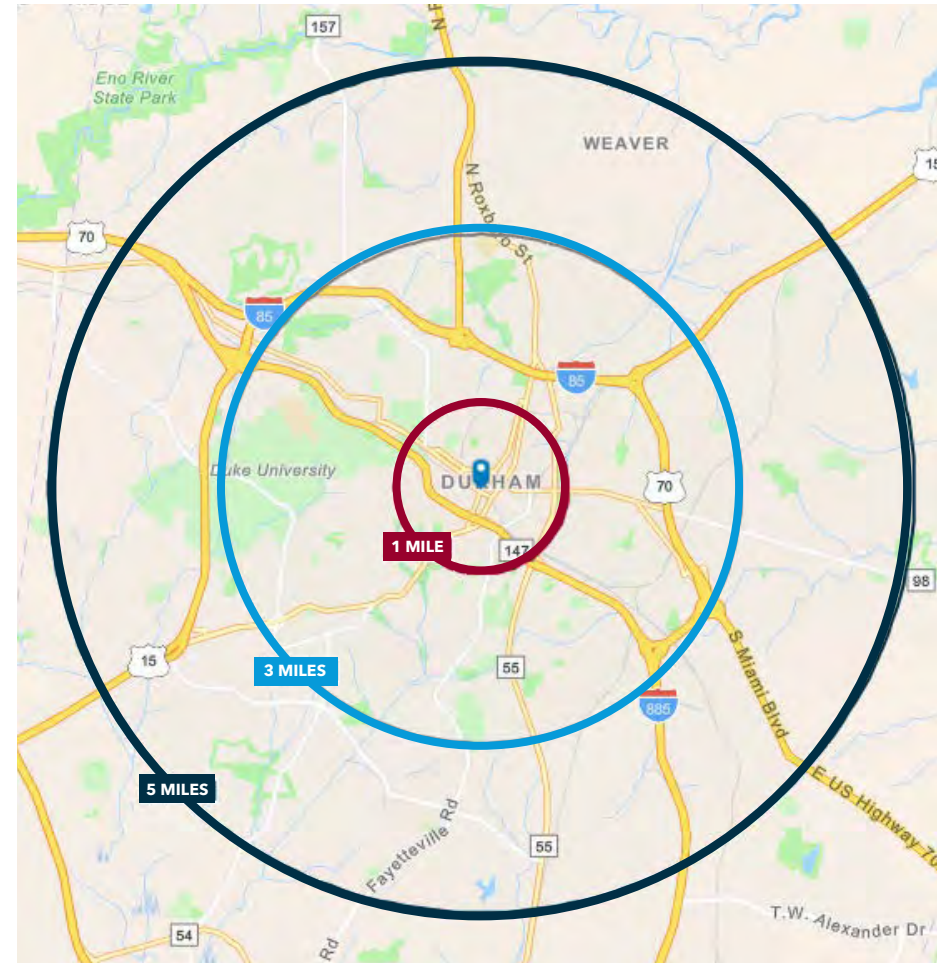 157
N
Eno River
State Park
WEAVER
15
N Roxboro St
70
85
85
Duke University
DURHAM
70
1 MILE
147
98
15
3 MILES
55
S Miami Blvd
885
5 MILES
E US Highway 70
Fayetteville Rd
55
T.W. Alexander Dr
54
Rd